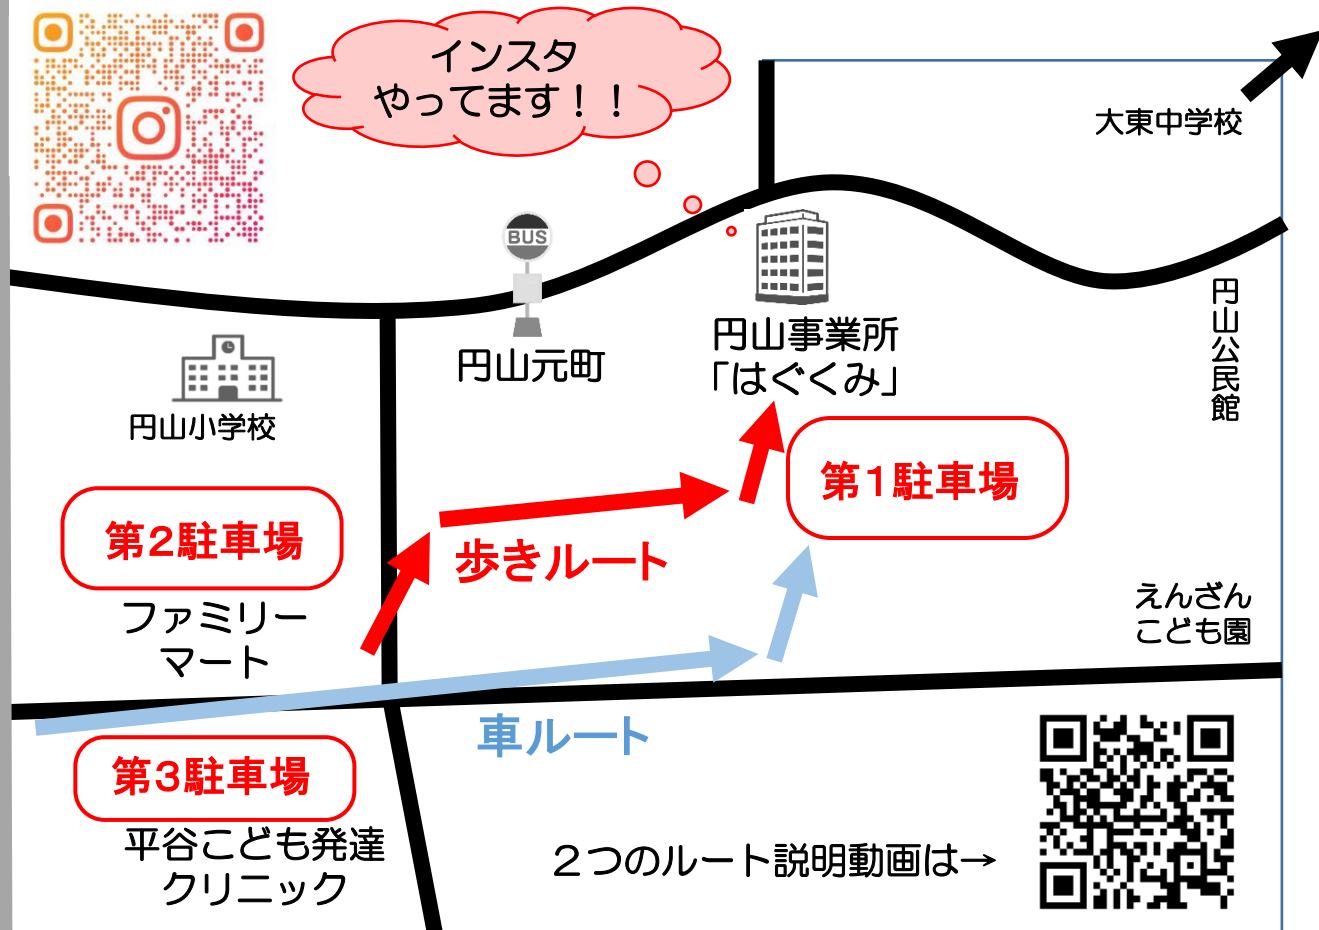 インスタ
やってます！！
大東中学校
BUS
円山事業所
「はぐくみ」
円山元町
円山公民館
円山小学校
第１駐車場
第２駐車場
ファミリー
マート
歩きルート
えんざん
こども園
車ルート
第３駐車場
平谷こども発達
クリニック
２つのルート説明動画は→